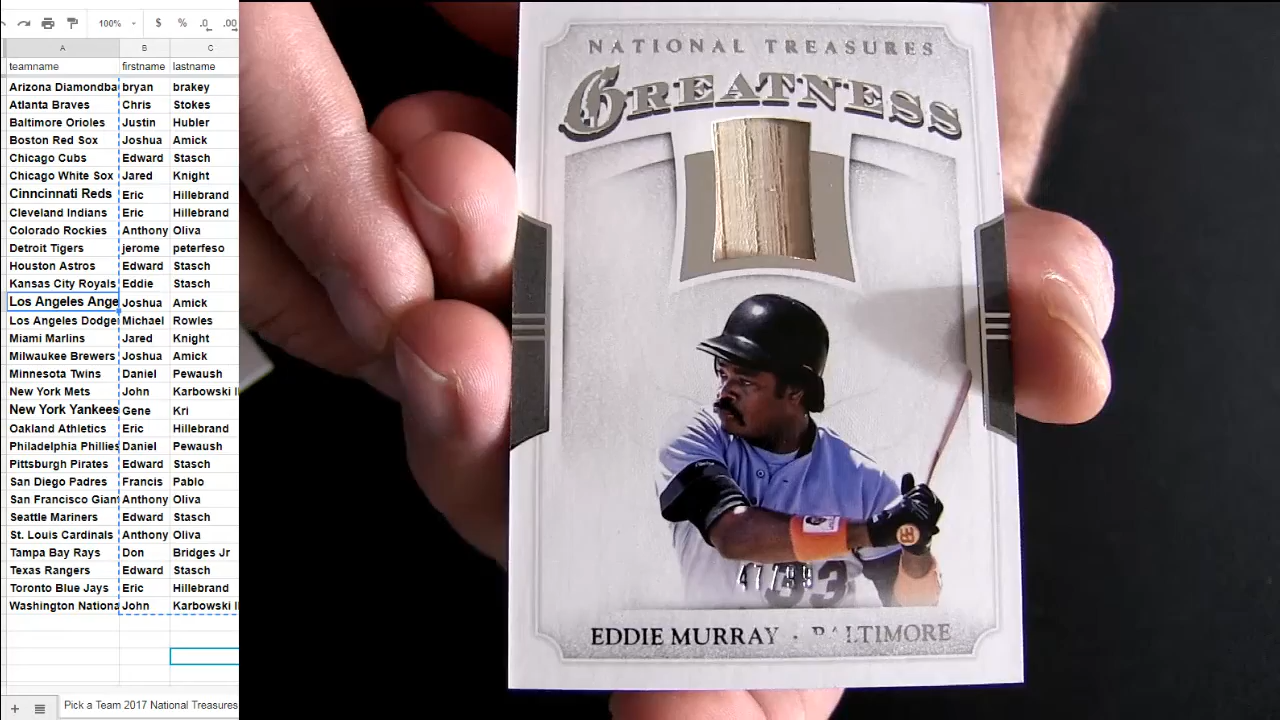 100%
$ % .0 .00
A B C
teamname firstname lastname
Arizona Diamondba bryan brakey
Atlanta Braves Chris Stokes
Baltimore Orioles Justin Hubler
Boston Red Sox Joshua Amick
Chicago Cubs Edward Stasch
Chicago White Sox Jared Knight
Cinncinnati Reds Eric Hillebrand
Cleveland Indians Eric Hillebrand
Colorado Rockies Anthony Oliva
Detroit Tigers jerome peterfeso
Houston Astros Edward Stasch
Kansas City Royals Eddie Stasch
Los Angeles Ange Joshua Amick
Los Angeles Dodge Michael Rowles
Miami Marlins Jared Knight
Milwaukee Brewers Joshua Amick
Minnesota Twins Daniel Pewaush
New York Mets John Karbowski II
New York Yankees Gene Kri
Oakland Athletics Eric Hillebrand
Philadelphia Phillies Daniel Pewaush
Pittsburgh Pirates Edward Stasch
San Diego Padres Francis Pablo
San Francisco Giant Anthony Oliva
Seattle Mariners Edward Stasch
St. Louis Cardinals Anthony Oliva
Tampa Bay Rays Don Bridges Jr
Texas Rangers Edward Stasch
Toronto Blue Jays Eric Hillebrand
Washington Nationa John Karbowski II
Pick a Team 2017 National Treasures
NATIONAL TREASURES
GREATNESS
47/99
33
EDDIE MURRAY · BALTIMORE